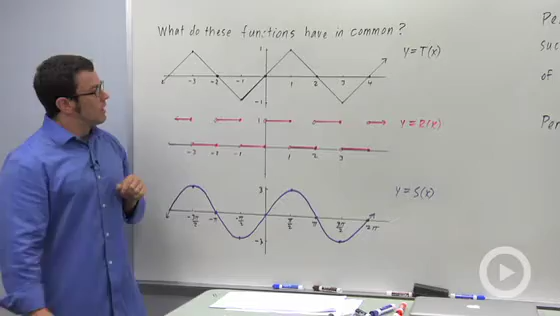 What do these functions have in common?
Pe
suc
of
Per
1
y = T(x)
-3 -2 -1 1 2 3 4
-1
1
y = R(x)
-3 -2 -1 1 2 3
3
y = S(x)
-3π/2 -π -π/2 π/2 π 3π/2 2π
-3